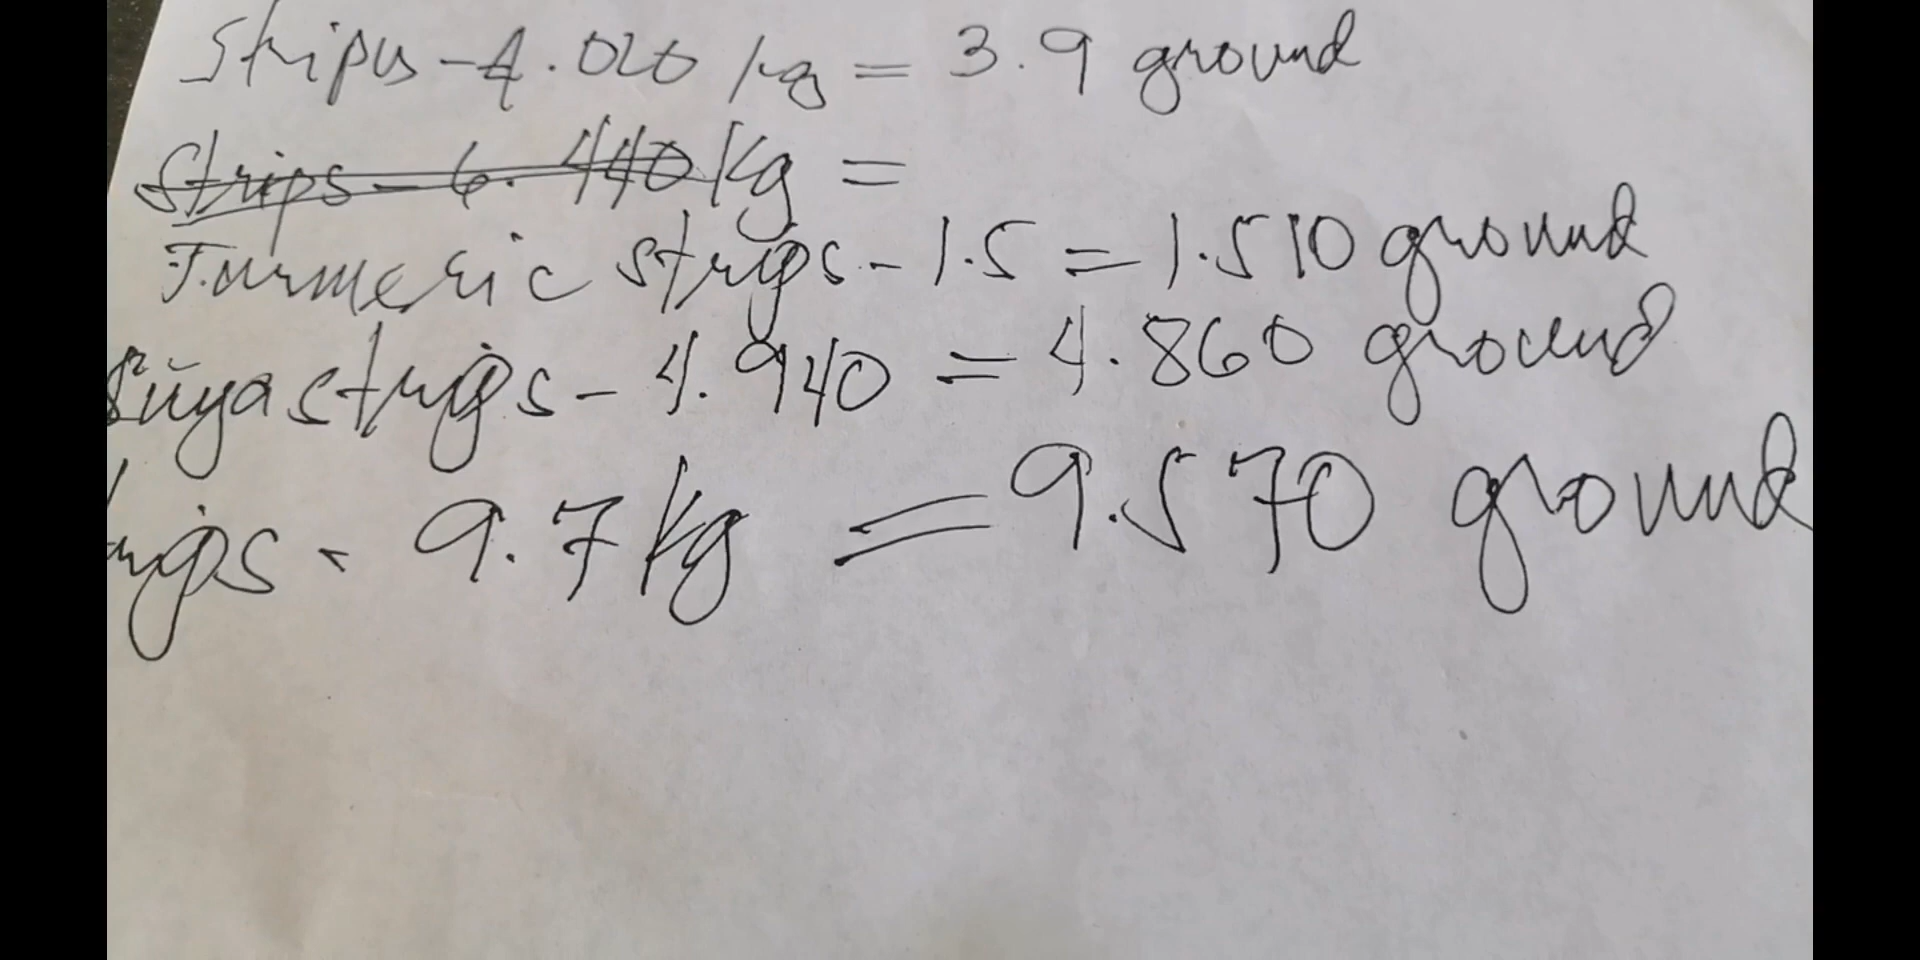 Strips - 4.020 kg = 3.9 ground
Strips - 6.440 kg =
Turmeric strips - 1.5 = 1.510 ground
Suya strips - 4.940 = 4.860 ground
rips - 9.7 kg = 9.570 ground